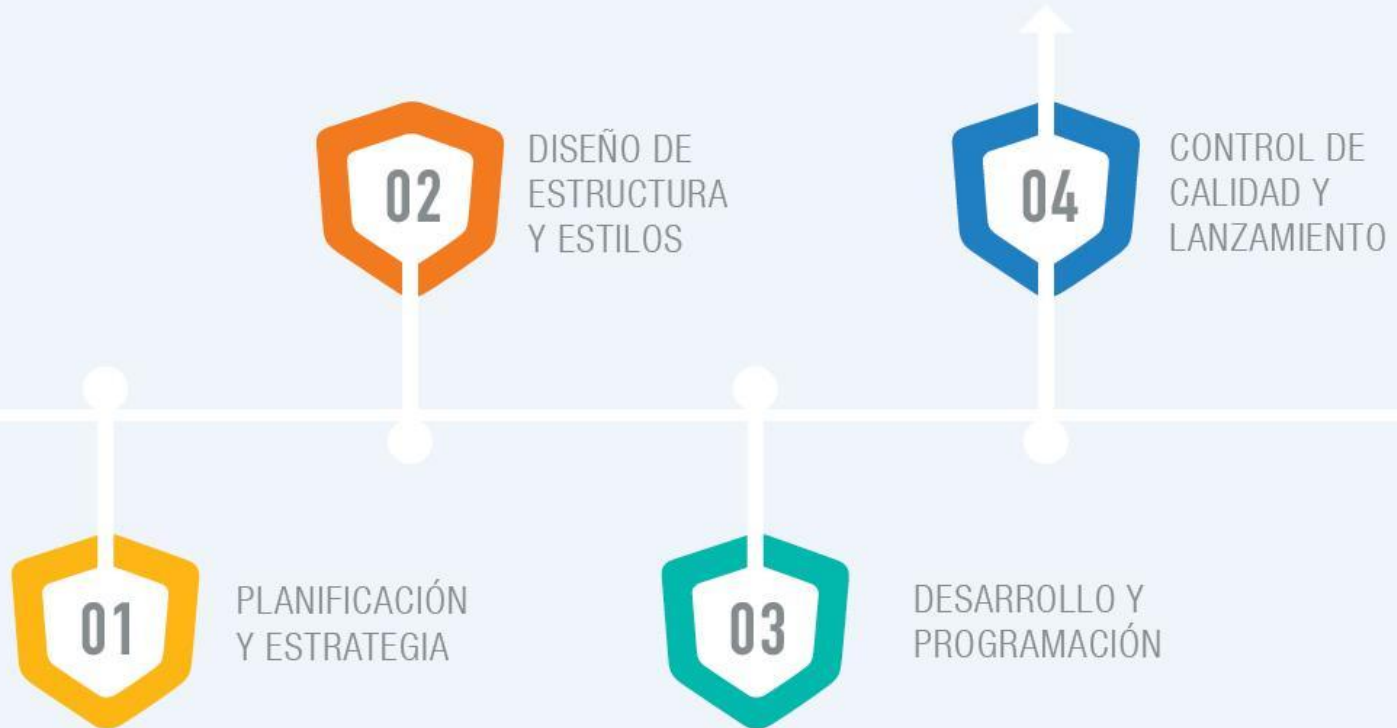 01
PLANIFICACIÓN
Y ESTRATEGIA
02
DISEÑO DE
ESTRUCTURA
Y ESTILOS
03
DESARROLLO Y
PROGRAMACIÓN
04
CONTROL DE
CALIDAD Y
LANZAMIENTO